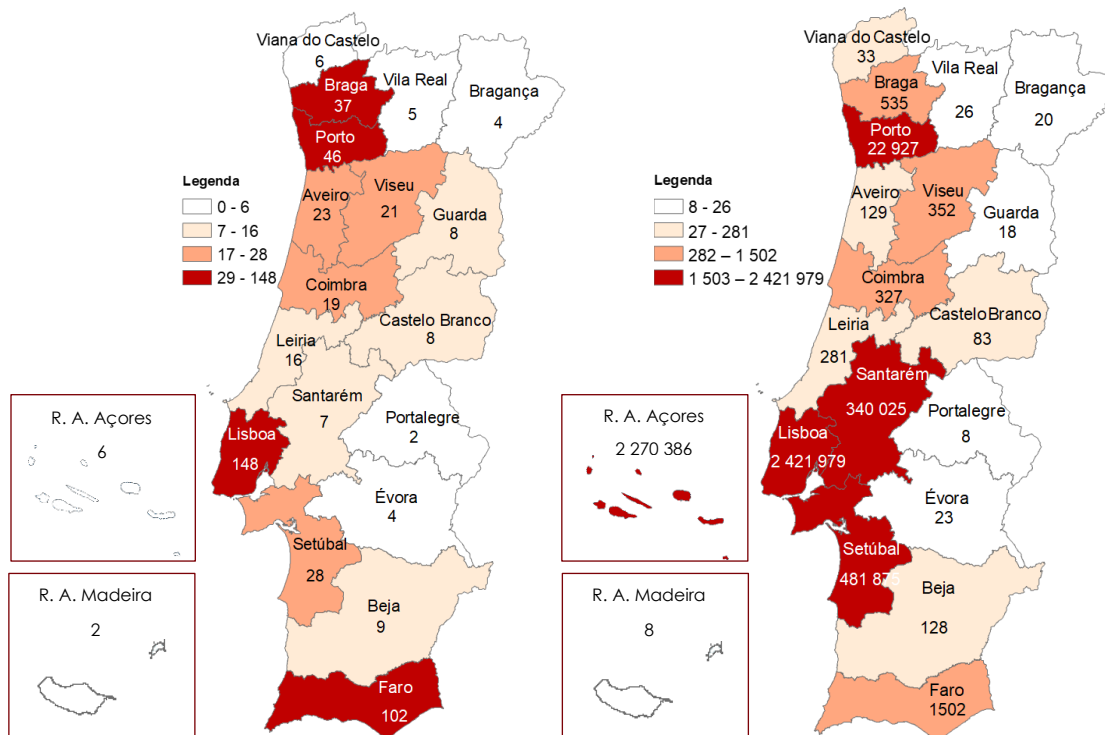 Viana do Castelo
6
Braga
37
Vila Real
5
Bragança
4
Porto
46
Legenda
0 - 6
7 - 16
17 - 28
29 - 148
Aveiro
23
Viseu
21
Guarda
8
Coimbra
19
Castelo Branco
8
Leiria
16
Santarém
7
Portalegre
2
Lisboa
148
R. A. Açores
6
Évora
4
Setúbal
28
R. A. Madeira
2
Beja
9
Faro
102
Viana do Castelo
33
Braga
535
Vila Real
26
Bragança
20
Porto
22 927
Legenda
8 - 26
27 - 281
282 – 1 502
1 503 – 2 421 979
Aveiro
129
Viseu
352
Guarda
18
Coimbra
327
Castelo Branco
83
Leiria
281
Santarém
340 025
Portalegre
8
Lisboa
2 421 979
R. A. Açores
2 270 386
Évora
23
Setúbal
481 875
R. A. Madeira
8
Beja
128
Faro
1502